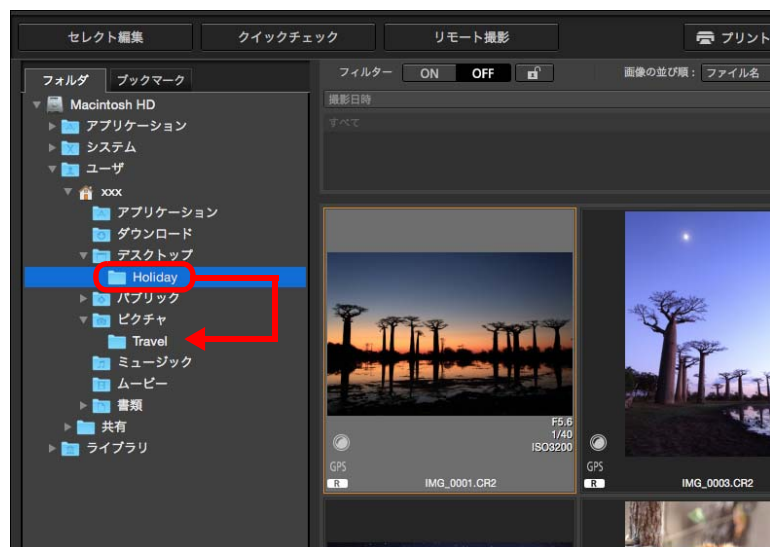 セレクト編集 クイックチェック リモート撮影 プリント
フォルダ ブックマーク
フィルター ON OFF 画像の並び順： ファイル名
撮影日時
すべて
Macintosh HD
アプリケーション
システム
ユーザ
xxx
アプリケーション
ダウンロード
デスクトップ
Holiday
パブリック
ピクチャ
Travel
ミュージック
ムービー
書類
共有
ライブラリ
F5.6
1/40
ISO3200
GPS
R IMG_0001.CR2
GPS
R IMG_0003.CR2